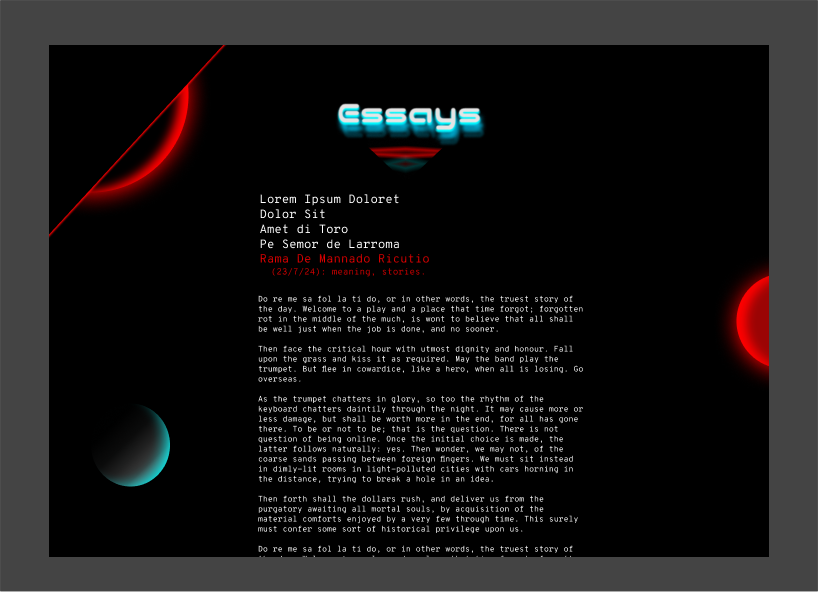 Essays
Lorem Ipsum Doloret
Dolor Sit
Amet di Toro
Pe Semor de Larroma
Rama De Mannado Ricutio
(23/7/24): meaning, stories.
Do re me sa fol la ti do, or in other words, the truest story of
the day. Welcome to a play and a place that time forgot; forgotten
rot in the middle of the much, is wont to believe that all shall
be well just when the job is done, and no sooner.
Then face the critical hour with utmost dignity and honour. Fall
upon the grass and kiss it as required. May the band play the
trumpet. But flee in cowardice, like a hero, when all is losing. Go
overseas.
As the trumpet chatters in glory, so too the rhythm of the
keyboard chatters daintily through the night. It may cause more or
less damage, but shall be worth more in the end, for all has gone
there. To be or not to be; that is the question. There is not
question of being online. Once the initial choice is made, the
latter follows naturally: yes. Then wonder, we may not, of the
coarse sands passing between foreign fingers. We must sit instead
in dimly-lit rooms in light-polluted cities with cars horning in
the distance, trying to break a hole in an idea.
Then forth shall the dollars rush, and deliver us from the
purgatory awaiting all mortal souls, by acquisition of the
material comforts enjoyed by a very few through time. This surely
must confer some sort of historical privilege upon us.
Do re me sa fol la ti do, or in other words, the truest story of